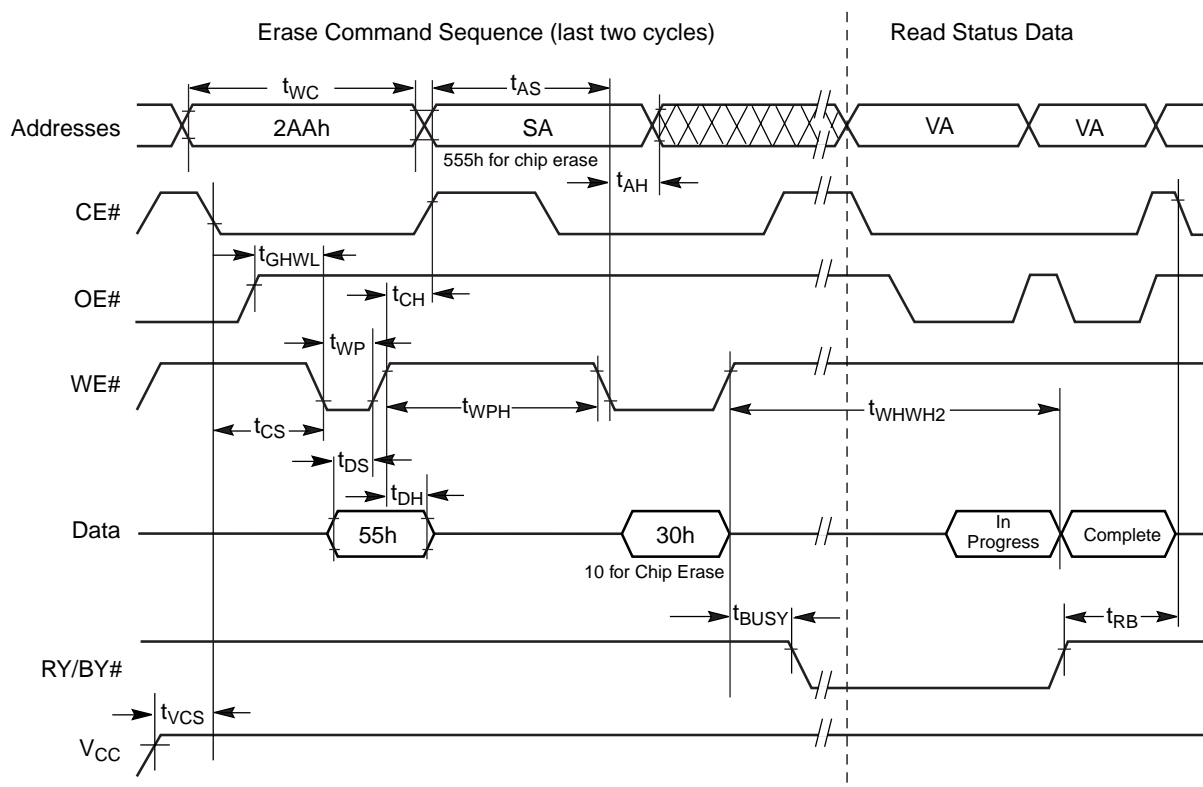 Erase Command Sequence (last two cycles)
Read Status Data
tWC
tAS
Addresses
2AAh
SA
VA
VA
555h for chip erase
tAH
CE#
tGHWL
OE#
tCH
tWP
WE#
tWPH
tWHWH2
tCS
tDS
tDH
Data
55h
30h
In
Progress
Complete
10 for Chip Erase
tBUSY
tRB
RY/BY#
tVCS
VCC